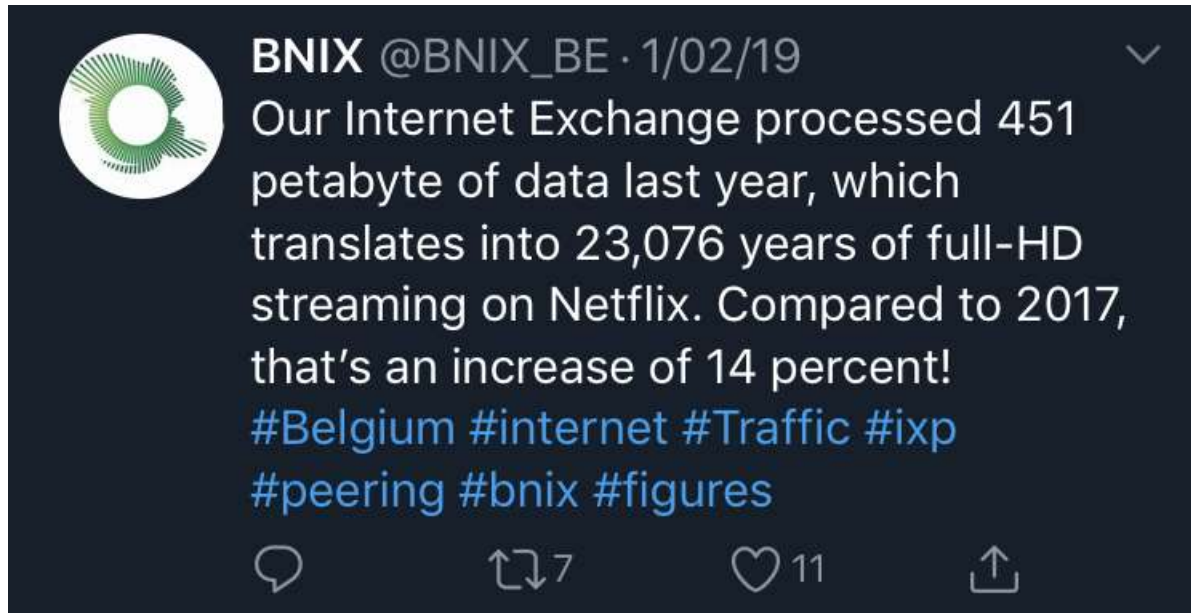 BNIX @BNIX_BE · 1/02/19
Our Internet Exchange processed 451
petabyte of data last year, which
translates into 23,076 years of full-HD
streaming on Netflix. Compared to 2017,
that’s an increase of 14 percent!
#Belgium #internet #Traffic #ixp
#peering #bnix #figures
7 11